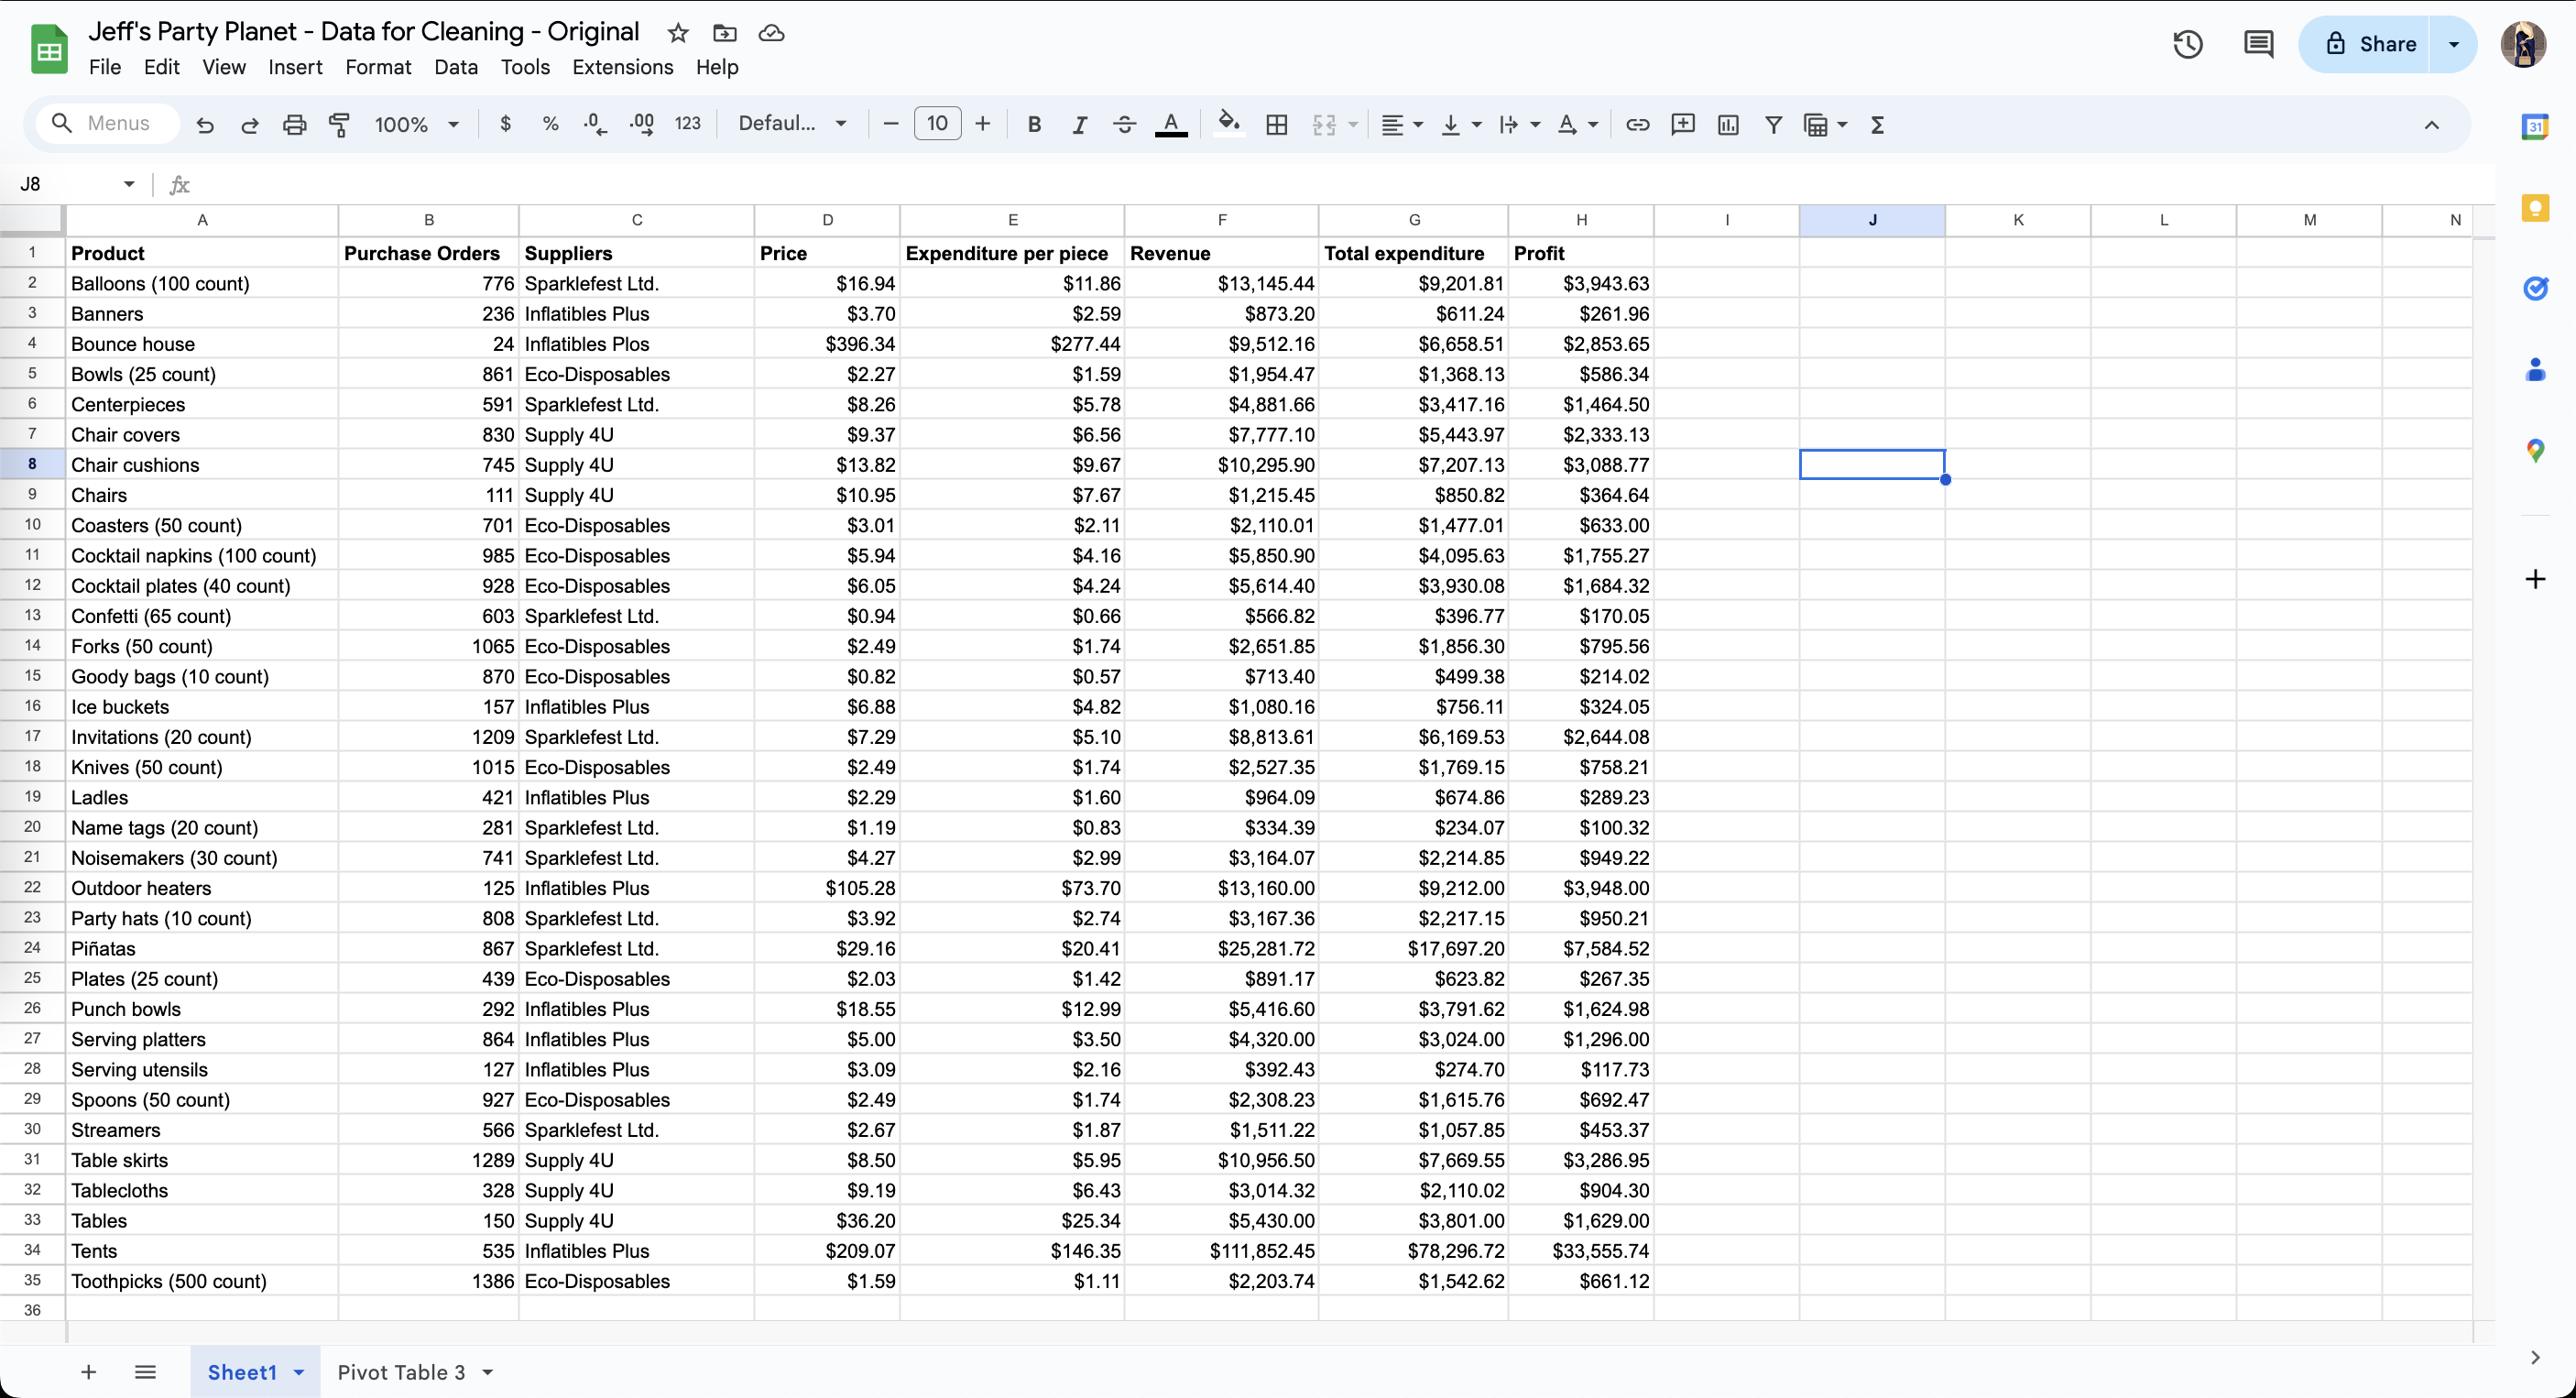 Jeff's Party Planet - Data for Cleaning - Original
File Edit View Insert Format Data Tools Extensions Help
Share
Menus 100% $ % .0 .00 123 Defaul... 10 B I A Σ
31
J8 fx
A B C D E F G H I J K L M N
1 Product Purchase Orders Suppliers Price Expenditure per piece Revenue Total expenditure Profit
2 Balloons (100 count) 776 Sparklefest Ltd. $16.94 $11.86 $13,145.44 $9,201.81 $3,943.63
3 Banners 236 Inflatibles Plus $3.70 $2.59 $873.20 $611.24 $261.96
4 Bounce house 24 Inflatibles Plos $396.34 $277.44 $9,512.16 $6,658.51 $2,853.65
5 Bowls (25 count) 861 Eco-Disposables $2.27 $1.59 $1,954.47 $1,368.13 $586.34
6 Centerpieces 591 Sparklefest Ltd. $8.26 $5.78 $4,881.66 $3,417.16 $1,464.50
7 Chair covers 830 Supply 4U $9.37 $6.56 $7,777.10 $5,443.97 $2,333.13
8 Chair cushions 745 Supply 4U $13.82 $9.67 $10,295.90 $7,207.13 $3,088.77
9 Chairs 111 Supply 4U $10.95 $7.67 $1,215.45 $850.82 $364.64
10 Coasters (50 count) 701 Eco-Disposables $3.01 $2.11 $2,110.01 $1,477.01 $633.00
11 Cocktail napkins (100 count) 985 Eco-Disposables $5.94 $4.16 $5,850.90 $4,095.63 $1,755.27
12 Cocktail plates (40 count) 928 Eco-Disposables $6.05 $4.24 $5,614.40 $3,930.08 $1,684.32
13 Confetti (65 count) 603 Sparklefest Ltd. $0.94 $0.66 $566.82 $396.77 $170.05
14 Forks (50 count) 1065 Eco-Disposables $2.49 $1.74 $2,651.85 $1,856.30 $795.56
15 Goody bags (10 count) 870 Eco-Disposables $0.82 $0.57 $713.40 $499.38 $214.02
16 Ice buckets 157 Inflatibles Plus $6.88 $4.82 $1,080.16 $756.11 $324.05
17 Invitations (20 count) 1209 Sparklefest Ltd. $7.29 $5.10 $8,813.61 $6,169.53 $2,644.08
18 Knives (50 count) 1015 Eco-Disposables $2.49 $1.74 $2,527.35 $1,769.15 $758.21
19 Ladles 421 Inflatibles Plus $2.29 $1.60 $964.09 $674.86 $289.23
20 Name tags (20 count) 281 Sparklefest Ltd. $1.19 $0.83 $334.39 $234.07 $100.32
21 Noisemakers (30 count) 741 Sparklefest Ltd. $4.27 $2.99 $3,164.07 $2,214.85 $949.22
22 Outdoor heaters 125 Inflatibles Plus $105.28 $73.70 $13,160.00 $9,212.00 $3,948.00
23 Party hats (10 count) 808 Sparklefest Ltd. $3.92 $2.74 $3,167.36 $2,217.15 $950.21
24 Piñatas 867 Sparklefest Ltd. $29.16 $20.41 $25,281.72 $17,697.20 $7,584.52
25 Plates (25 count) 439 Eco-Disposables $2.03 $1.42 $891.17 $623.82 $267.35
26 Punch bowls 292 Inflatibles Plus $18.55 $12.99 $5,416.60 $3,791.62 $1,624.98
27 Serving platters 864 Inflatibles Plus $5.00 $3.50 $4,320.00 $3,024.00 $1,296.00
28 Serving utensils 127 Inflatibles Plus $3.09 $2.16 $392.43 $274.70 $117.73
29 Spoons (50 count) 927 Eco-Disposables $2.49 $1.74 $2,308.23 $1,615.76 $692.47
30 Streamers 566 Sparklefest Ltd. $2.67 $1.87 $1,511.22 $1,057.85 $453.37
31 Table skirts 1289 Supply 4U $8.50 $5.95 $10,956.50 $7,669.55 $3,286.95
32 Tablecloths 328 Supply 4U $9.19 $6.43 $3,014.32 $2,110.02 $904.30
33 Tables 150 Supply 4U $36.20 $25.34 $5,430.00 $3,801.00 $1,629.00
34 Tents 535 Inflatibles Plus $209.07 $146.35 $111,852.45 $78,296.72 $33,555.74
35 Toothpicks (500 count) 1386 Eco-Disposables $1.59 $1.11 $2,203.74 $1,542.62 $661.12
36
Sheet1 Pivot Table 3